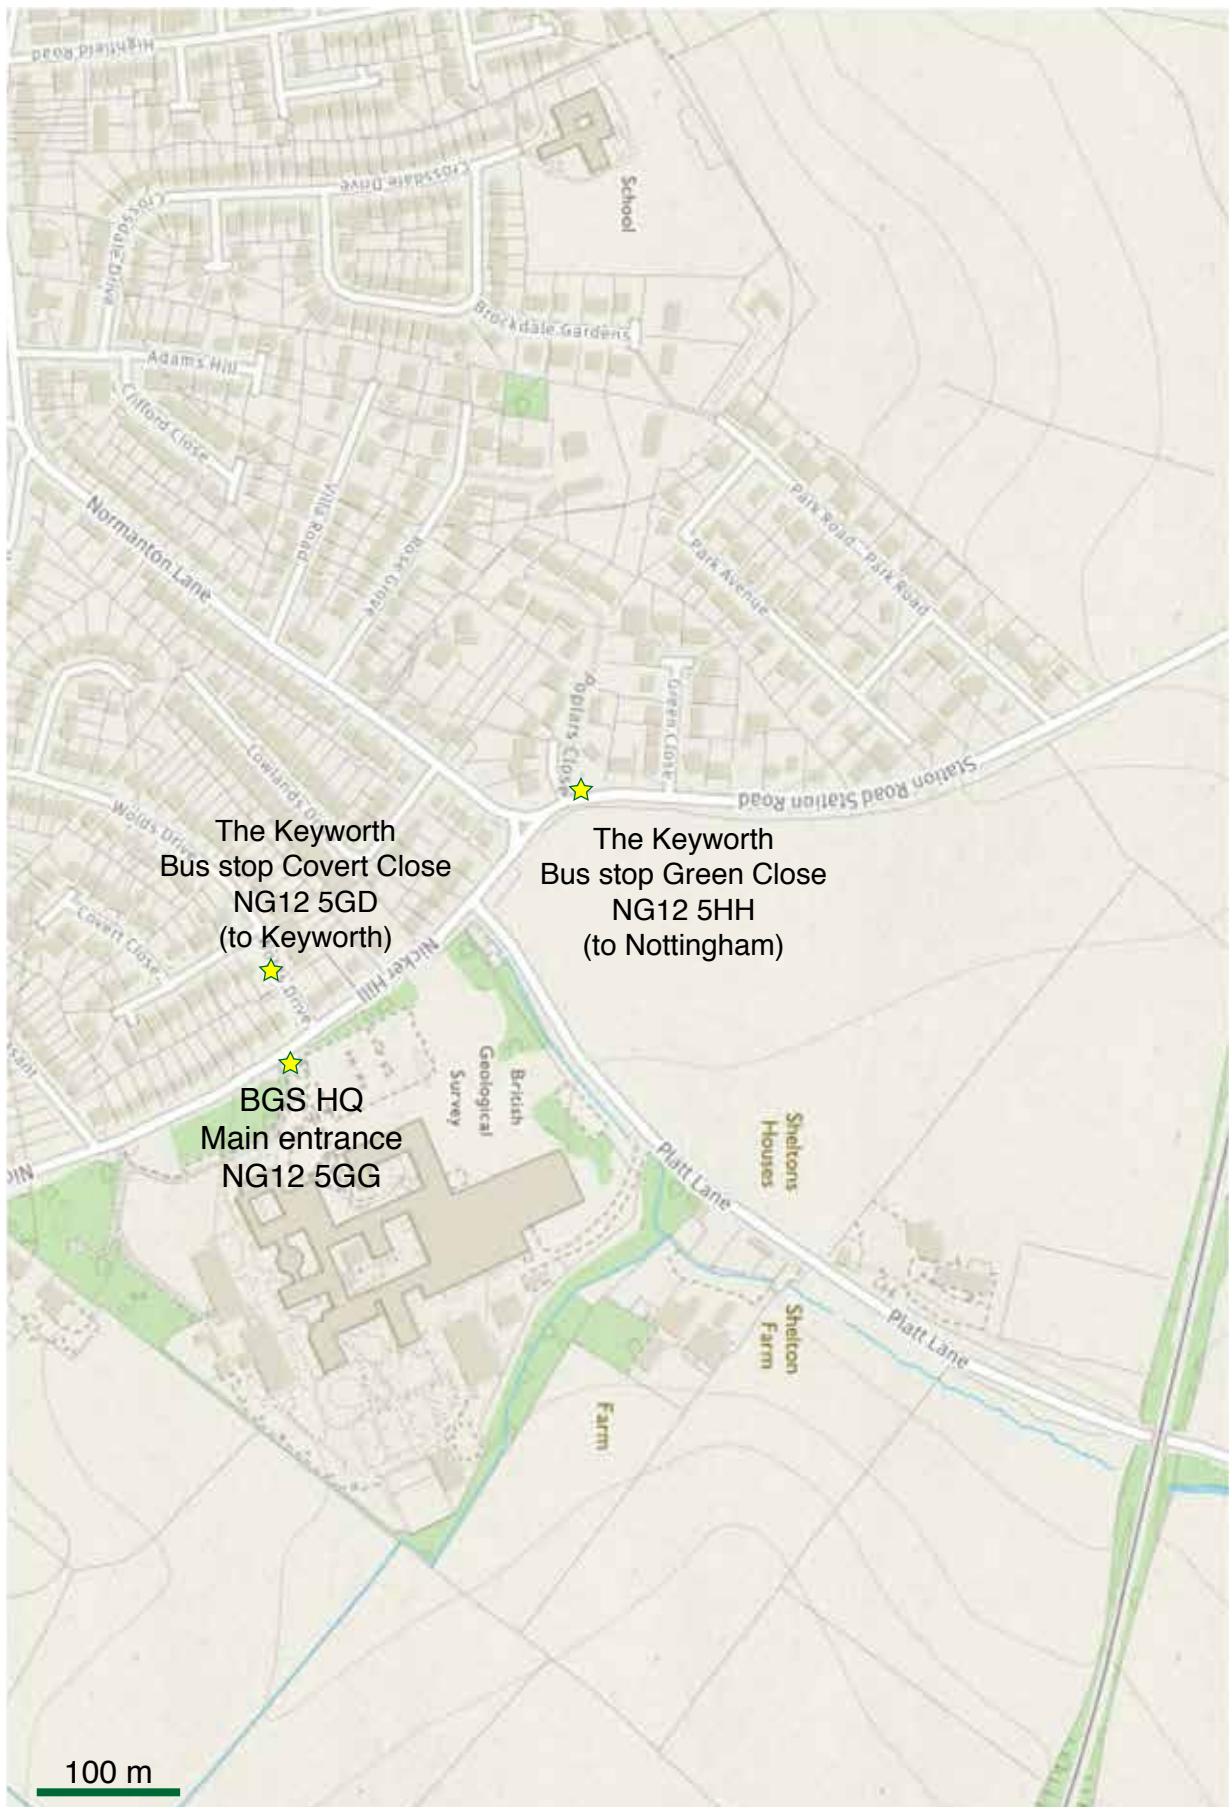 Highfield Road
School
Crossdale Drive
Crossdale Drive
Brockdale Gardens
Adams Hill
Clifford Close
Villa Road
Rose Grove
Normanton Lane
Park Road
Park Road
Park Avenue
Poplars Close
Green Close
Station Road
Station Road
Wolds Drive
The Keyworth
Bus stop Covert Close
NG12 5GD
(to Keyworth)
The Keyworth
Bus stop Green Close
NG12 5HH
(to Nottingham)
Covert Close
Drive
Nicker Hill
British
Geological
Survey
BGS HQ
Main entrance
NG12 5GG
Platt Lane
Sheltons
Houses
Shelton
Farm
Platt Lane
Farm
100 m